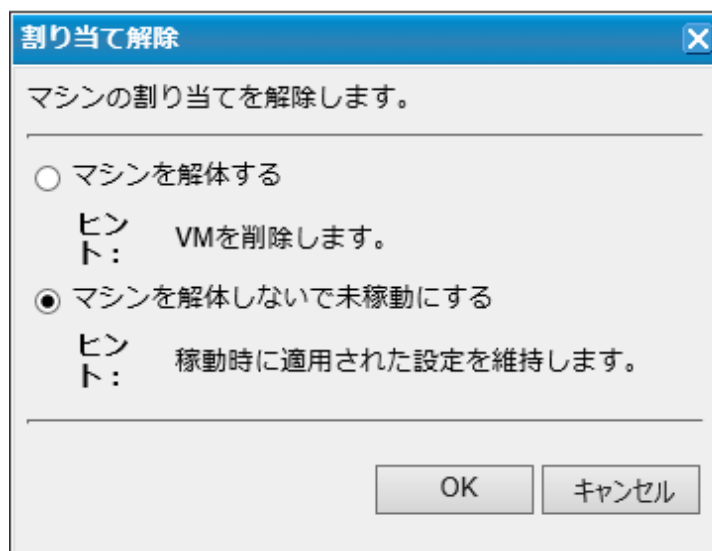 割り当て解除
マシンの割り当てを解除します。
マシンを解体する
ヒン
ト： VMを削除します。
マシンを解体しないで未稼動にする
ヒン
ト： 稼動時に適用された設定を維持します。
OK キャンセル